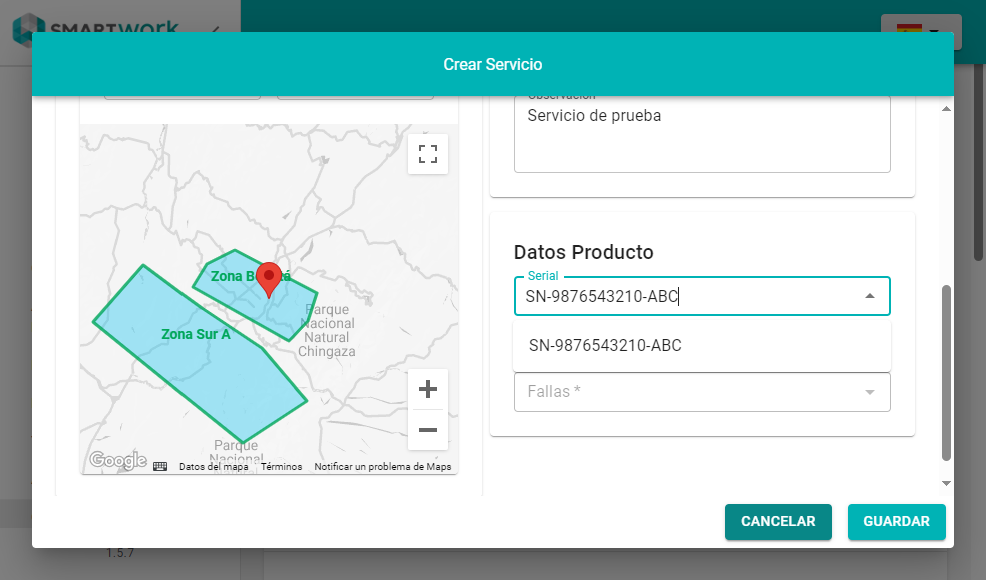 SMARTwork
Crear Servicio
Observación
Servicio de prueba
Zona Bogotá
Zona Sur A
Parque
Nacional
Natural
Chingaza
Parque
Nacional
Google
Datos del mapa
Términos
Notificar un problema de Maps
Datos Producto
Serial
SN-9876543210-ABC
SN-9876543210-ABC
Fallas *
CANCELAR
GUARDAR
1.5.7